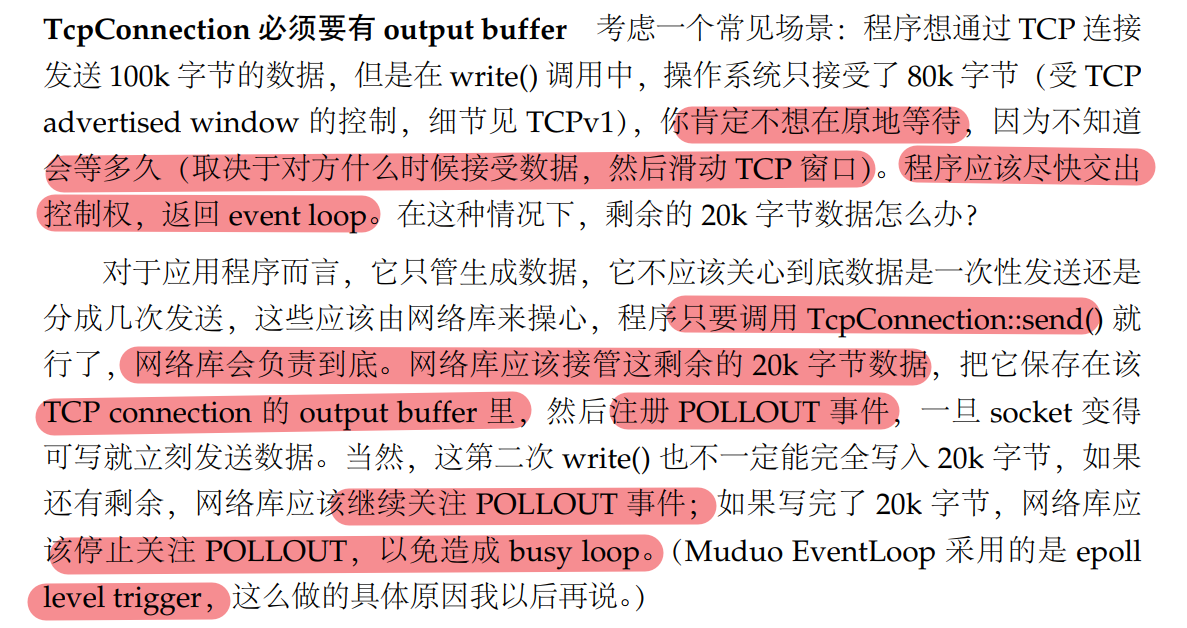 TcpConnection 必须要有 output buffer 考虑一个常见场景：程序想通过 TCP 连接
发送 100k 字节的数据，但是在 write() 调用中，操作系统只接受了 80k 字节（受 TCP
advertised window 的控制，细节见 TCPv1），你肯定不想在原地等待，因为不知道
会等多久（取决于对方什么时候接受数据，然后滑动 TCP 窗口）。程序应该尽快交出
控制权，返回 event loop。在这种情况下，剩余的 20k 字节数据怎么办？
对于应用程序而言，它只管生成数据，它不应该关心到底数据是一次性发送还是
分成几次发送，这些应该由网络库来操心，程序只要调用 TcpConnection::send() 就
行了，网络库会负责到底。网络库应该接管这剩余的 20k 字节数据，把它保存在该
TCP connection 的 output buffer 里，然后注册 POLLOUT 事件，一旦 socket 变得
可写就立刻发送数据。当然，这第二次 write() 也不一定能完全写入 20k 字节，如果
还有剩余，网络库应该继续关注 POLLOUT 事件；如果写完了 20k 字节，网络库应
该停止关注 POLLOUT，以免造成 busy loop。（Muduo EventLoop 采用的是 epoll
level trigger，这么做的具体原因我以后再说。）